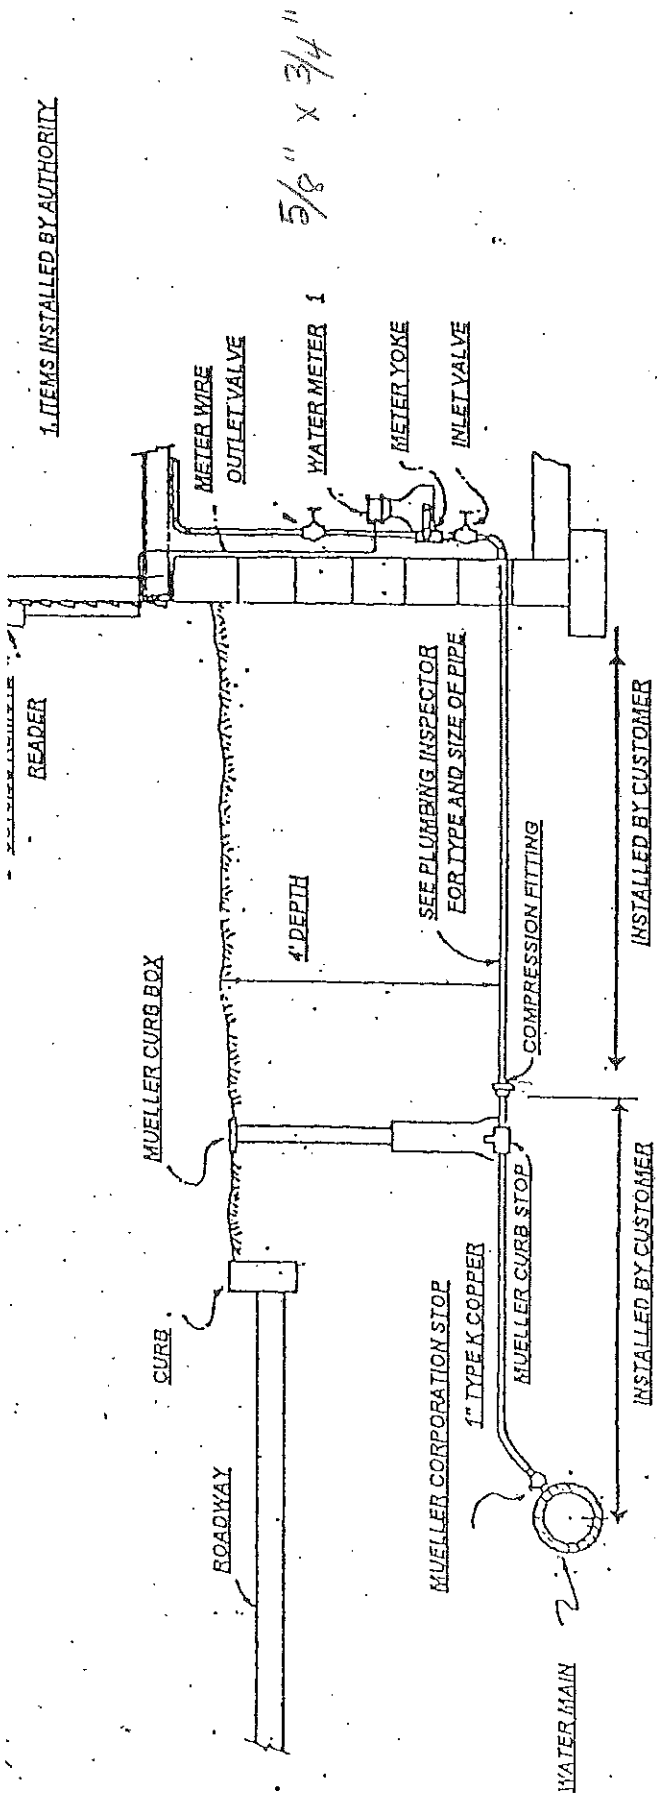 1. ITEMS INSTALLED BY AUTHORITY
5/8" X 3/4"
READER
METER WIRE
OUTLET VALVE
WATER METER 1
METER YOKE
INLET VALVE
MUELLER CURB BOX
4' DEPTH
SEE PLUMBING INSPECTOR
FOR TYPE AND SIZE OF PIPE
COMPRESSION FITTING
INSTALLED BY CUSTOMER
CURB
ROADWAY
MUELLER CORPORATION STOP
1" TYPE K COPPER
MUELLER CURB STOP
WATER MAIN
INSTALLED BY CUSTOMER